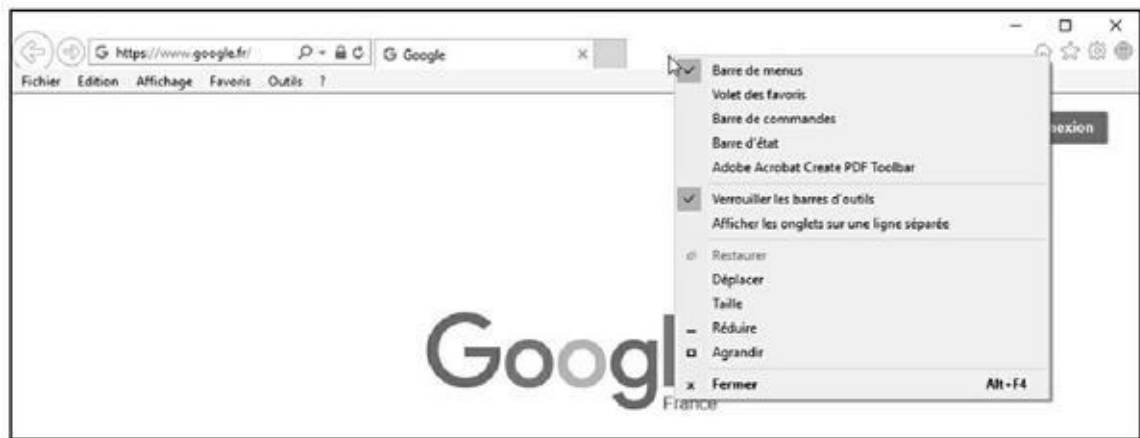 https://www.google.fr/ Google
Fichier Edition Affichage Favoris Outils ?
Barre de menus
Volet des favoris
Barre de commandes
Barre d'état
Adobe Acrobat Create PDF Toolbar
Verrouiller les barres d'outils
Afficher les onglets sur une ligne séparée
Restaurer
Déplacer
Taille
Réduire
Agrandir
Fermer Alt+F4
nexion
Googl
France